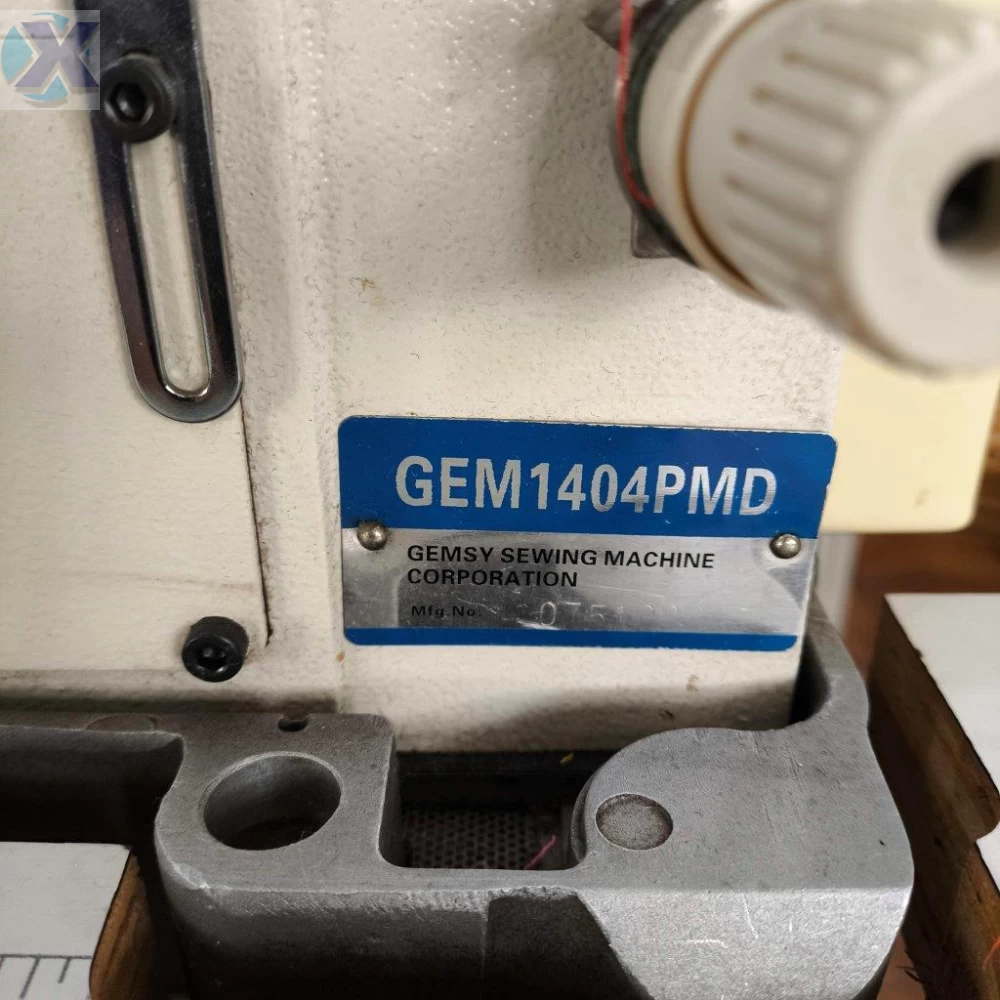 X
GEM1404PMD
GEMSY SEWING MACHINE
CORPORATION
Mfg.No.